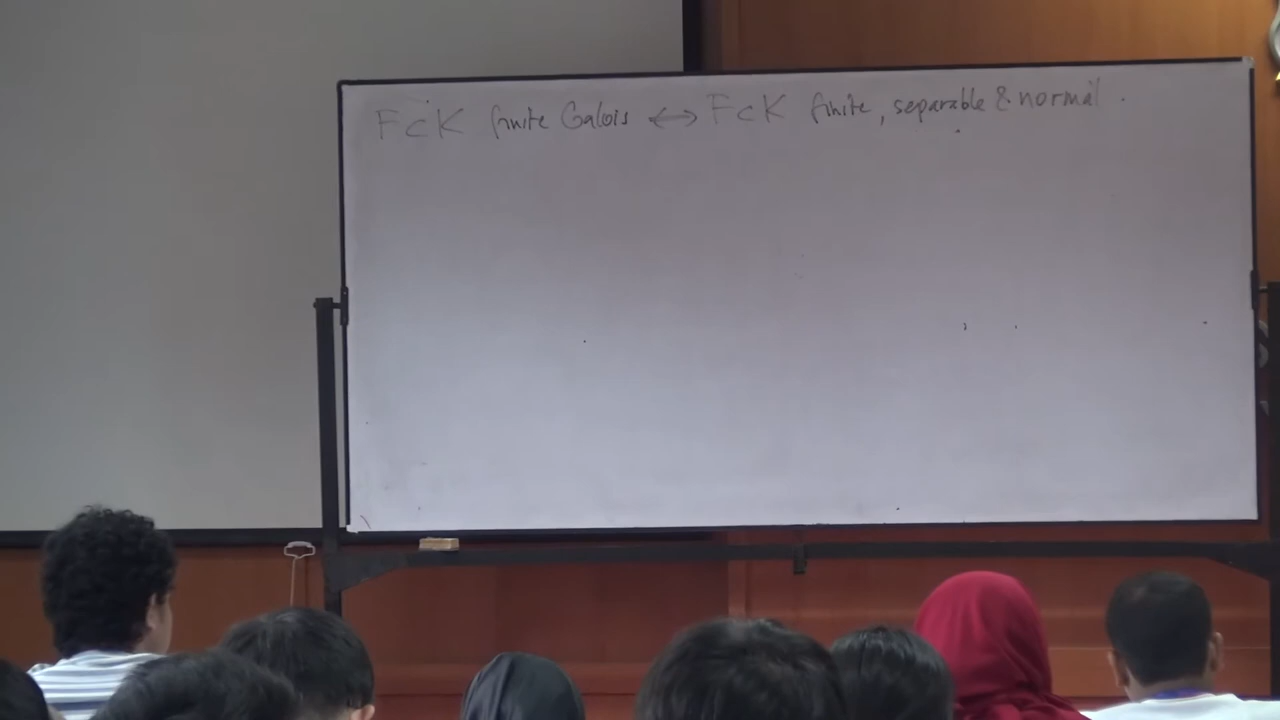 F⊂K finite Galois ↔ F⊂K finite, separable & normal.